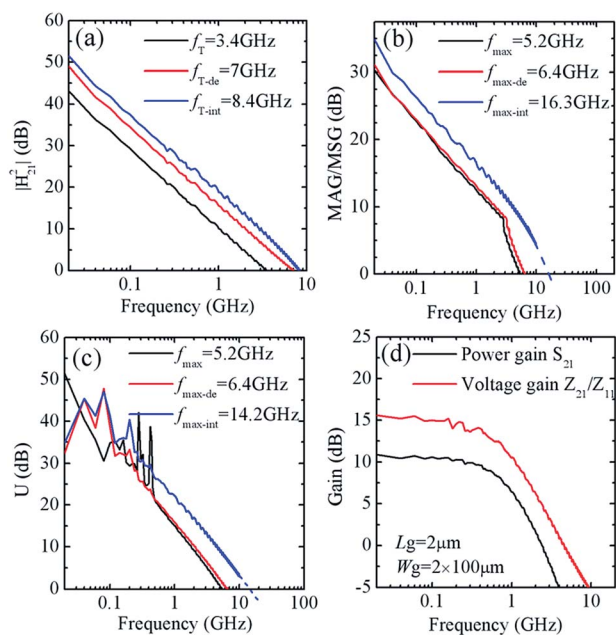 (a)
f_T=3.4GHz
f_T-de=7GHz
f_T-int=8.4GHz
|H²₂₁| (dB)
60
50
40
30
20
10
0
0.1
1
10
Frequency (GHz)
(b)
f_max=5.2GHz
f_max-de=6.4GHz
f_max-int=16.3GHz
MAG/MSG (dB)
30
20
10
0
0.1
1
10
100
Frequency (GHz)
(c)
f_max=5.2GHz
f_max-de=6.4GHz
f_max-int=14.2GHz
U (dB)
60
50
40
30
20
10
0
0.1
1
10
100
Frequency (GHz)
(d)
Power gain S₂₁
Voltage gain Z₂₁/Z₁₁
Gain (dB)
25
20
15
10
5
0
-5
Lg=2μm
Wg=2×100μm
0.1
1
10
Frequency (GHz)